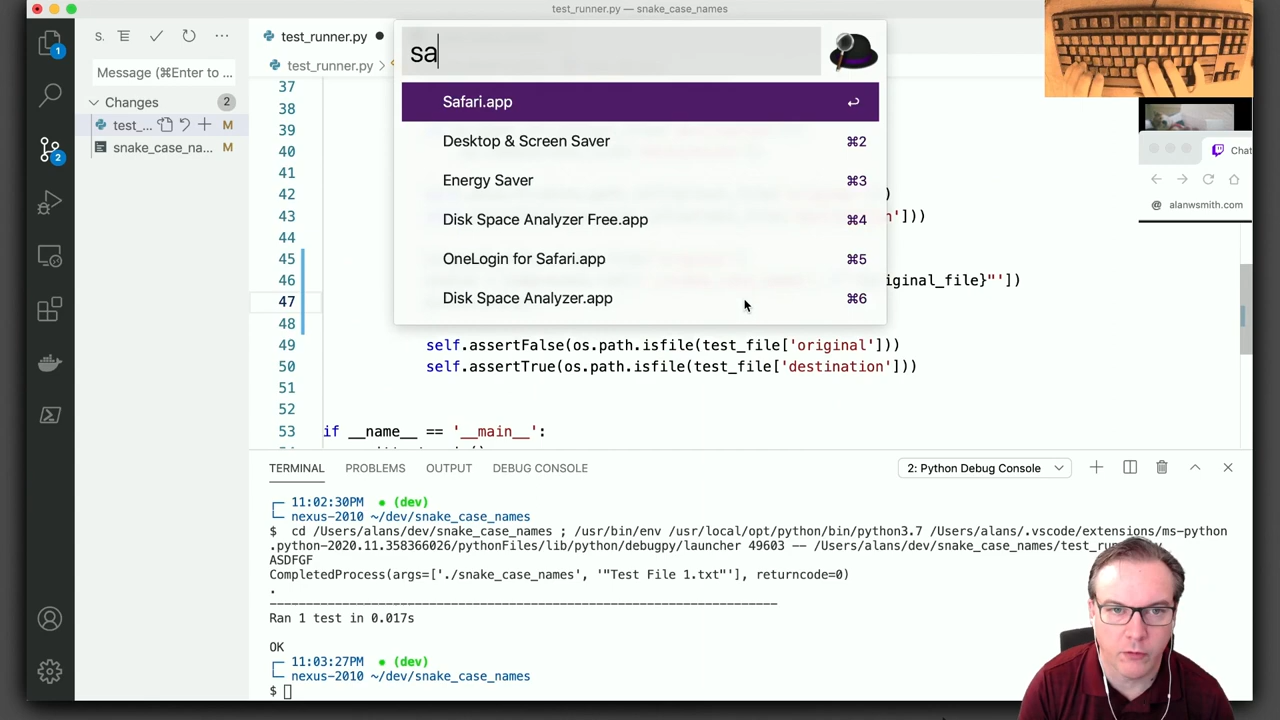 test_runner.py — snake_case_names
S.
test_runner.py
sa
Message (⌘Enter to ...
test_runner.py >
Changes 2
test_... M
snake_case_na... M
Safari.app
Desktop & Screen Saver ⌘2
Energy Saver ⌘3
Disk Space Analyzer Free.app ⌘4
OneLogin for Safari.app ⌘5
Disk Space Analyzer.app ⌘6
Chat
@ alanwsmith.com
1
2
37
38
39
40
41
42 )
43 n']))
44
45
46 iginal_file}"'])
47
48
49 self.assertFalse(os.path.isfile(test_file['original']))
50 self.assertTrue(os.path.isfile(test_file['destination']))
51
52
53 if __name__ == '__main__':
TERMINAL PROBLEMS OUTPUT DEBUG CONSOLE 2: Python Debug Console
11:02:30PM (dev)
nexus-2010 ~/dev/snake_case_names
$ cd /Users/alans/dev/snake_case_names ; /usr/bin/env /usr/local/opt/python/bin/python3.7 /Users/alans/.vscode/extensions/ms-python
.python-2020.11.358366026/pythonFiles/lib/python/debugpy/launcher 49603 -- /Users/alans/dev/snake_case_names/test_ru
ASDFGF
CompletedProcess(args=['./snake_case_names', '"Test File 1.txt"'], returncode=0)
.
----------------------------------------------------------------------
Ran 1 test in 0.017s
OK
11:03:27PM (dev)
nexus-2010 ~/dev/snake_case_names
$